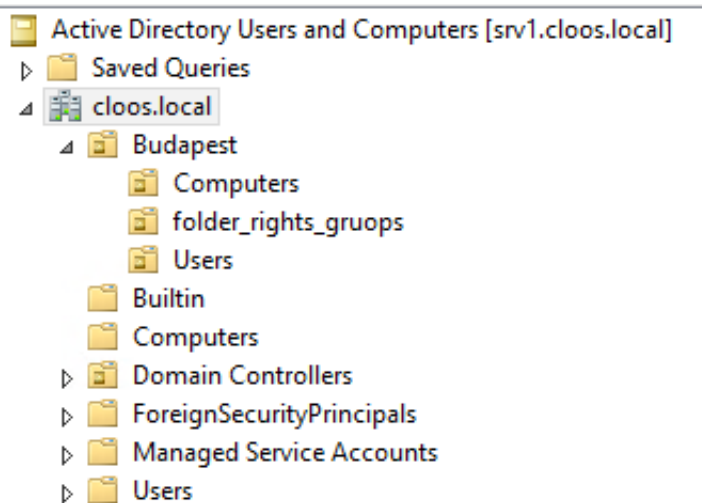 Active Directory Users and Computers [srv1.cloos.local]
Saved Queries
cloos.local
Budapest
Computers
folder_rights_gruops
Users
Builtin
Computers
Domain Controllers
ForeignSecurityPrincipals
Managed Service Accounts
Users